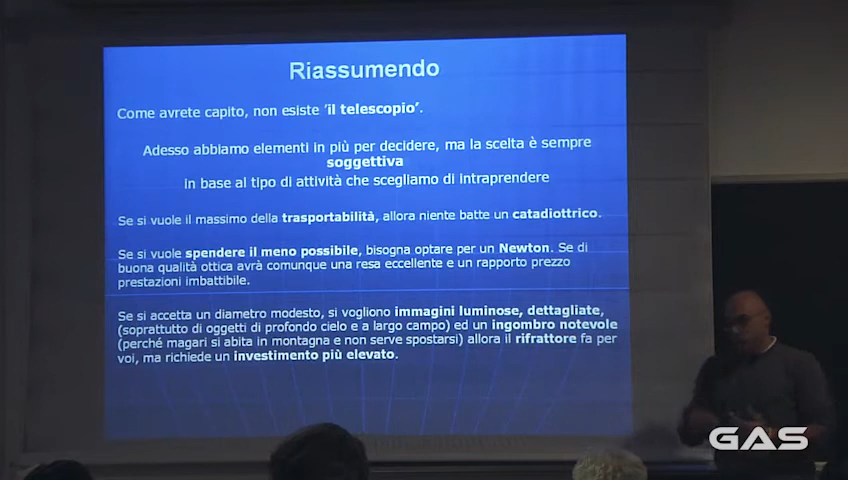 Riassumendo
Come avrete capito, non esiste 'il telescopio'.
Adesso abbiamo elementi in più per decidere, ma la scelta è sempre
soggettiva
in base al tipo di attività che scegliamo di intraprendere
Se si vuole il massimo della trasportabilità, allora niente batte un catadiottrico.
Se si vuole spendere il meno possibile, bisogna optare per un Newton. Se di
buona qualità ottica avrà comunque una resa eccellente e un rapporto prezzo
prestazioni imbattibile.
Se si accetta un diametro modesto, si vogliono immagini luminose, dettagliate,
(soprattutto di oggetti di profondo cielo e a largo campo) ed un ingombro notevole
(perché magari si abita in montagna e non serve spostarsi) allora il rifrattore fa per
voi, ma richiede un investimento più elevato.
GAS